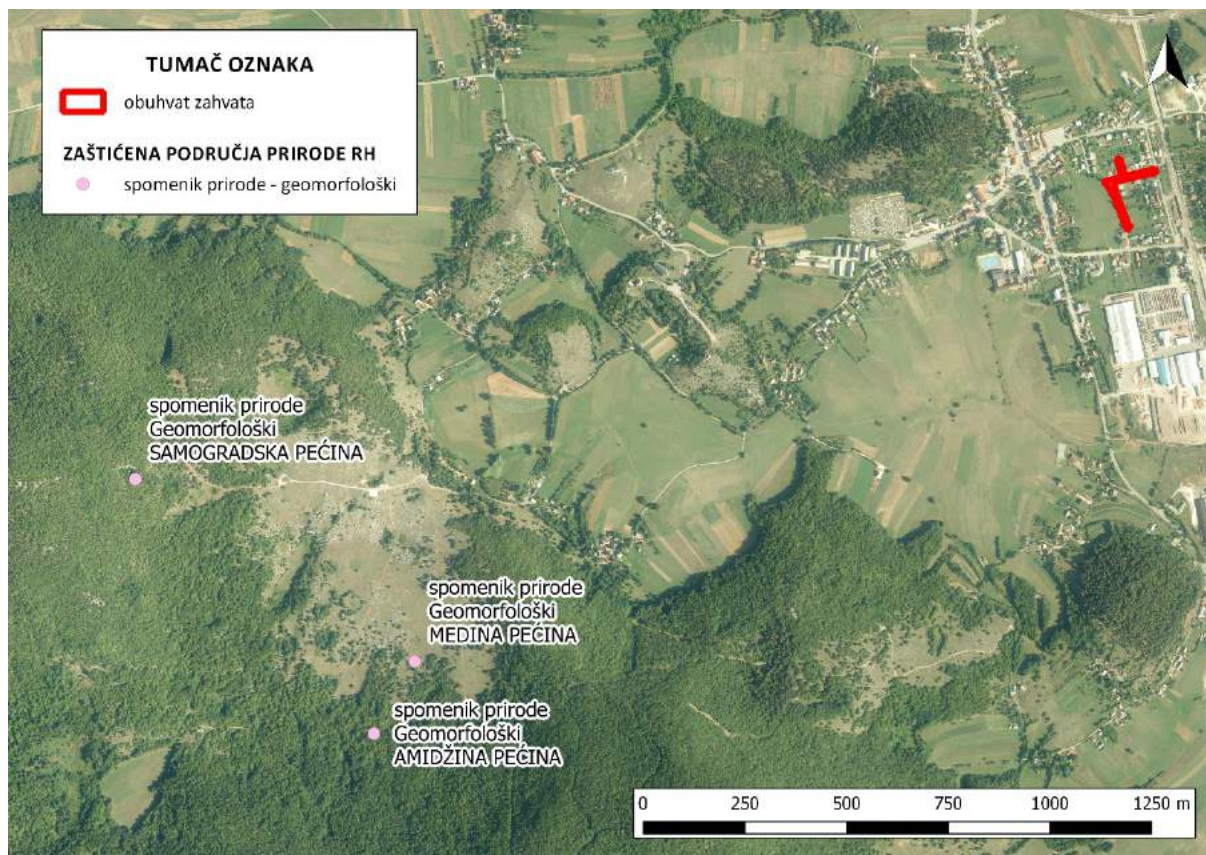 TUMAČ OZNAKA
obuhvat zahvata
ZAŠTIĆENA PODRUČJA PRIRODE RH
spomenik prirode - geomorfološki
spomenik prirode
Geomorfološki
SAMOGRADSKA PEĆINA
spomenik prirode
Geomorfološki
MEDINA PEĆINA
spomenik prirode
Geomorfološki
AMIDŽINA PEĆINA
0 250 500 750 1000 1250 m